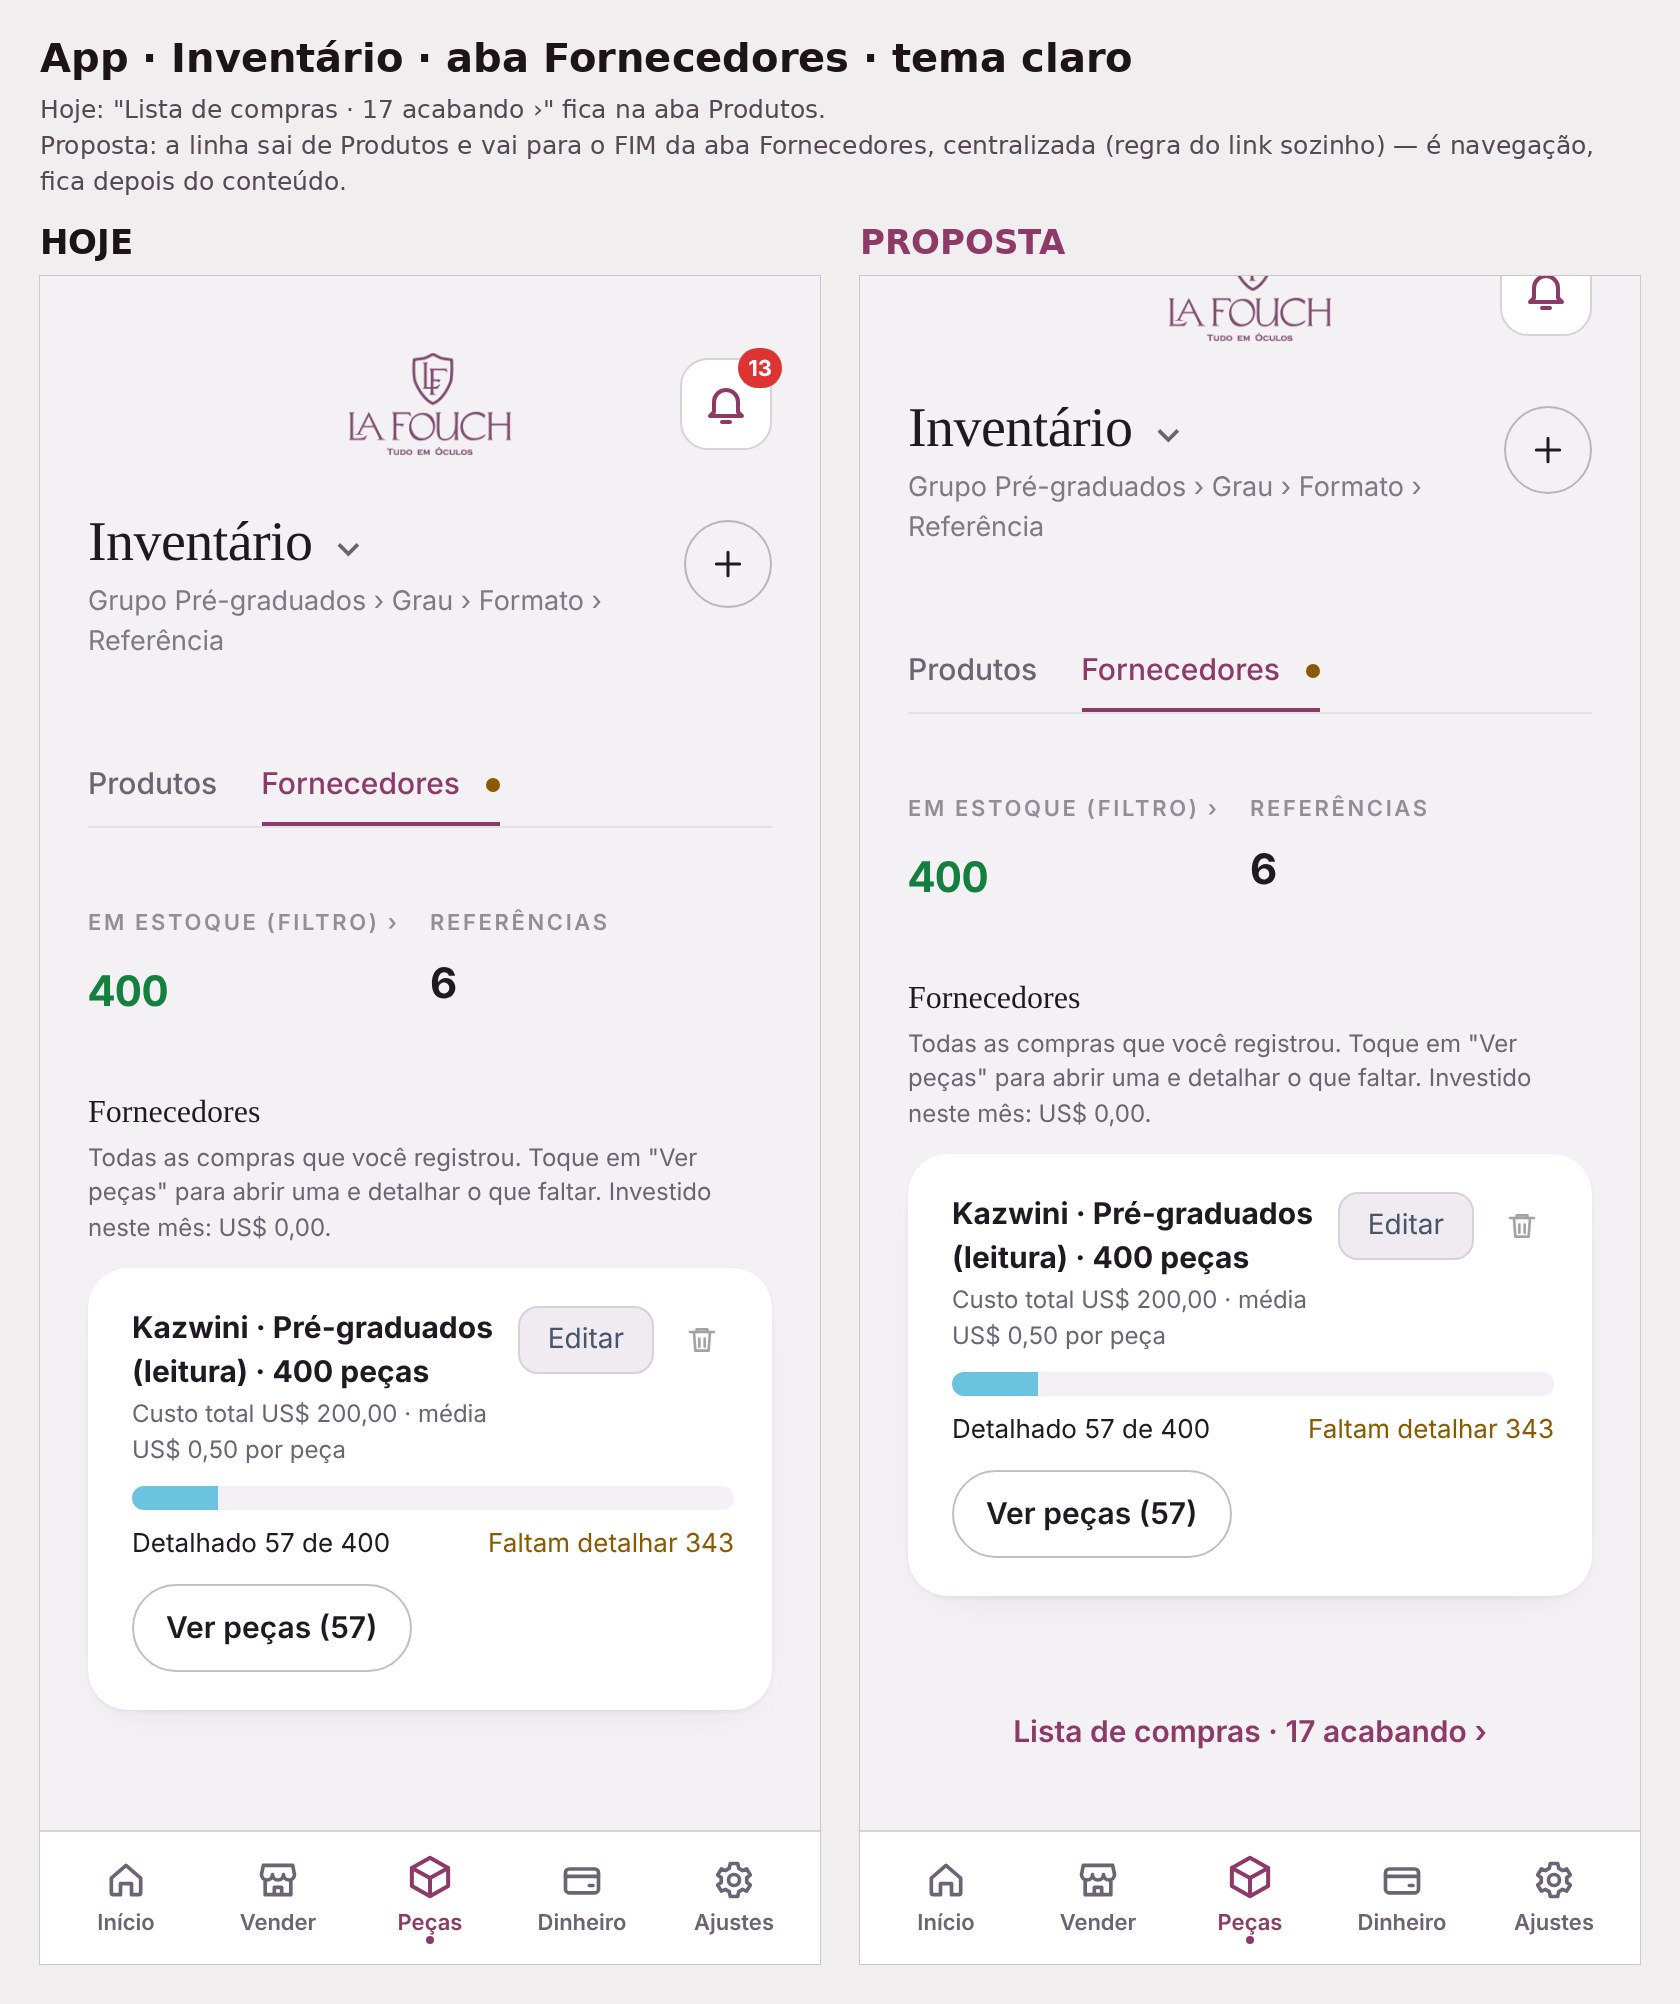 App · Inventário · aba Fornecedores · tema claro
Hoje: "Lista de compras · 17 acabando ›" fica na aba Produtos.
Proposta: a linha sai de Produtos e vai para o FIM da aba Fornecedores, centralizada (regra do link sozinho) — é navegação,
fica depois do conteúdo.
HOJE
LF
LA FOUCH
TUDO EM ÓCULOS
13
Inventário
Grupo Pré-graduados › Grau › Formato ›
Referência
Produtos Fornecedores
EM ESTOQUE (FILTRO) › REFERÊNCIAS
400 6
Fornecedores
Todas as compras que você registrou. Toque em "Ver
peças" para abrir uma e detalhar o que faltar. Investido
neste mês: US$ 0,00.
Kazwini · Pré-graduados Editar
(leitura) · 400 peças
Custo total US$ 200,00 · média
US$ 0,50 por peça
Detalhado 57 de 400 Faltam detalhar 343
Ver peças (57)
Início Vender Peças Dinheiro Ajustes
PROPOSTA
LA FOUCH
TUDO EM ÓCULOS
Inventário
Grupo Pré-graduados › Grau › Formato ›
Referência
Produtos Fornecedores
EM ESTOQUE (FILTRO) › REFERÊNCIAS
400 6
Fornecedores
Todas as compras que você registrou. Toque em "Ver
peças" para abrir uma e detalhar o que faltar. Investido
neste mês: US$ 0,00.
Kazwini · Pré-graduados Editar
(leitura) · 400 peças
Custo total US$ 200,00 · média
US$ 0,50 por peça
Detalhado 57 de 400 Faltam detalhar 343
Ver peças (57)
Lista de compras · 17 acabando ›
Início Vender Peças Dinheiro Ajustes